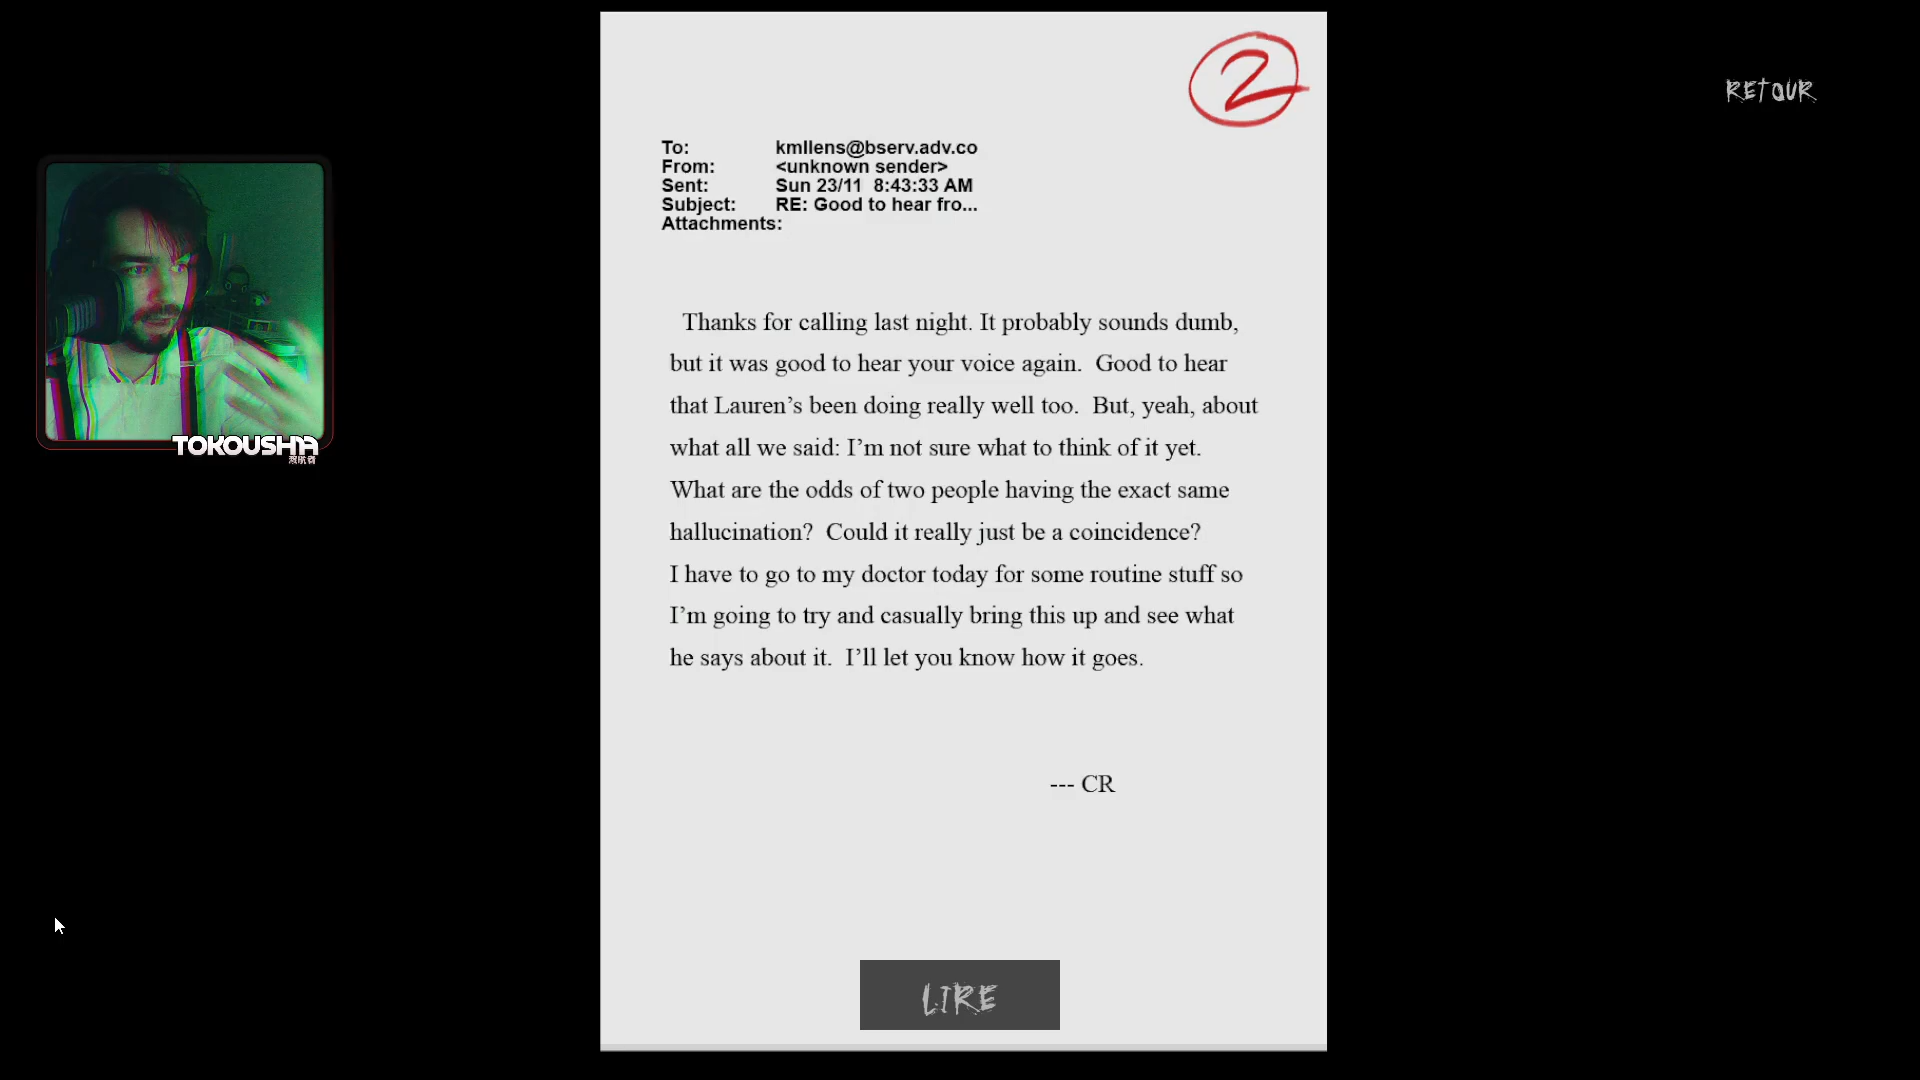 2
RETOUR
To: kmllens@bserv.adv.co
From: <unknown sender>
Sent: Sun 23/11 8:43:33 AM
Subject: RE: Good to hear fro...
Attachments:
Thanks for calling last night. It probably sounds dumb,
but it was good to hear your voice again.  Good to hear
that Lauren’s been doing really well too.  But, yeah, about
what all we said: I’m not sure what to think of it yet.
What are the odds of two people having the exact same
hallucination?  Could it really just be a coincidence?
I have to go to my doctor today for some routine stuff so
I’m going to try and casually bring this up and see what
he says about it.  I’ll let you know how it goes.
--- CR
LIRE
TOKOUSHA